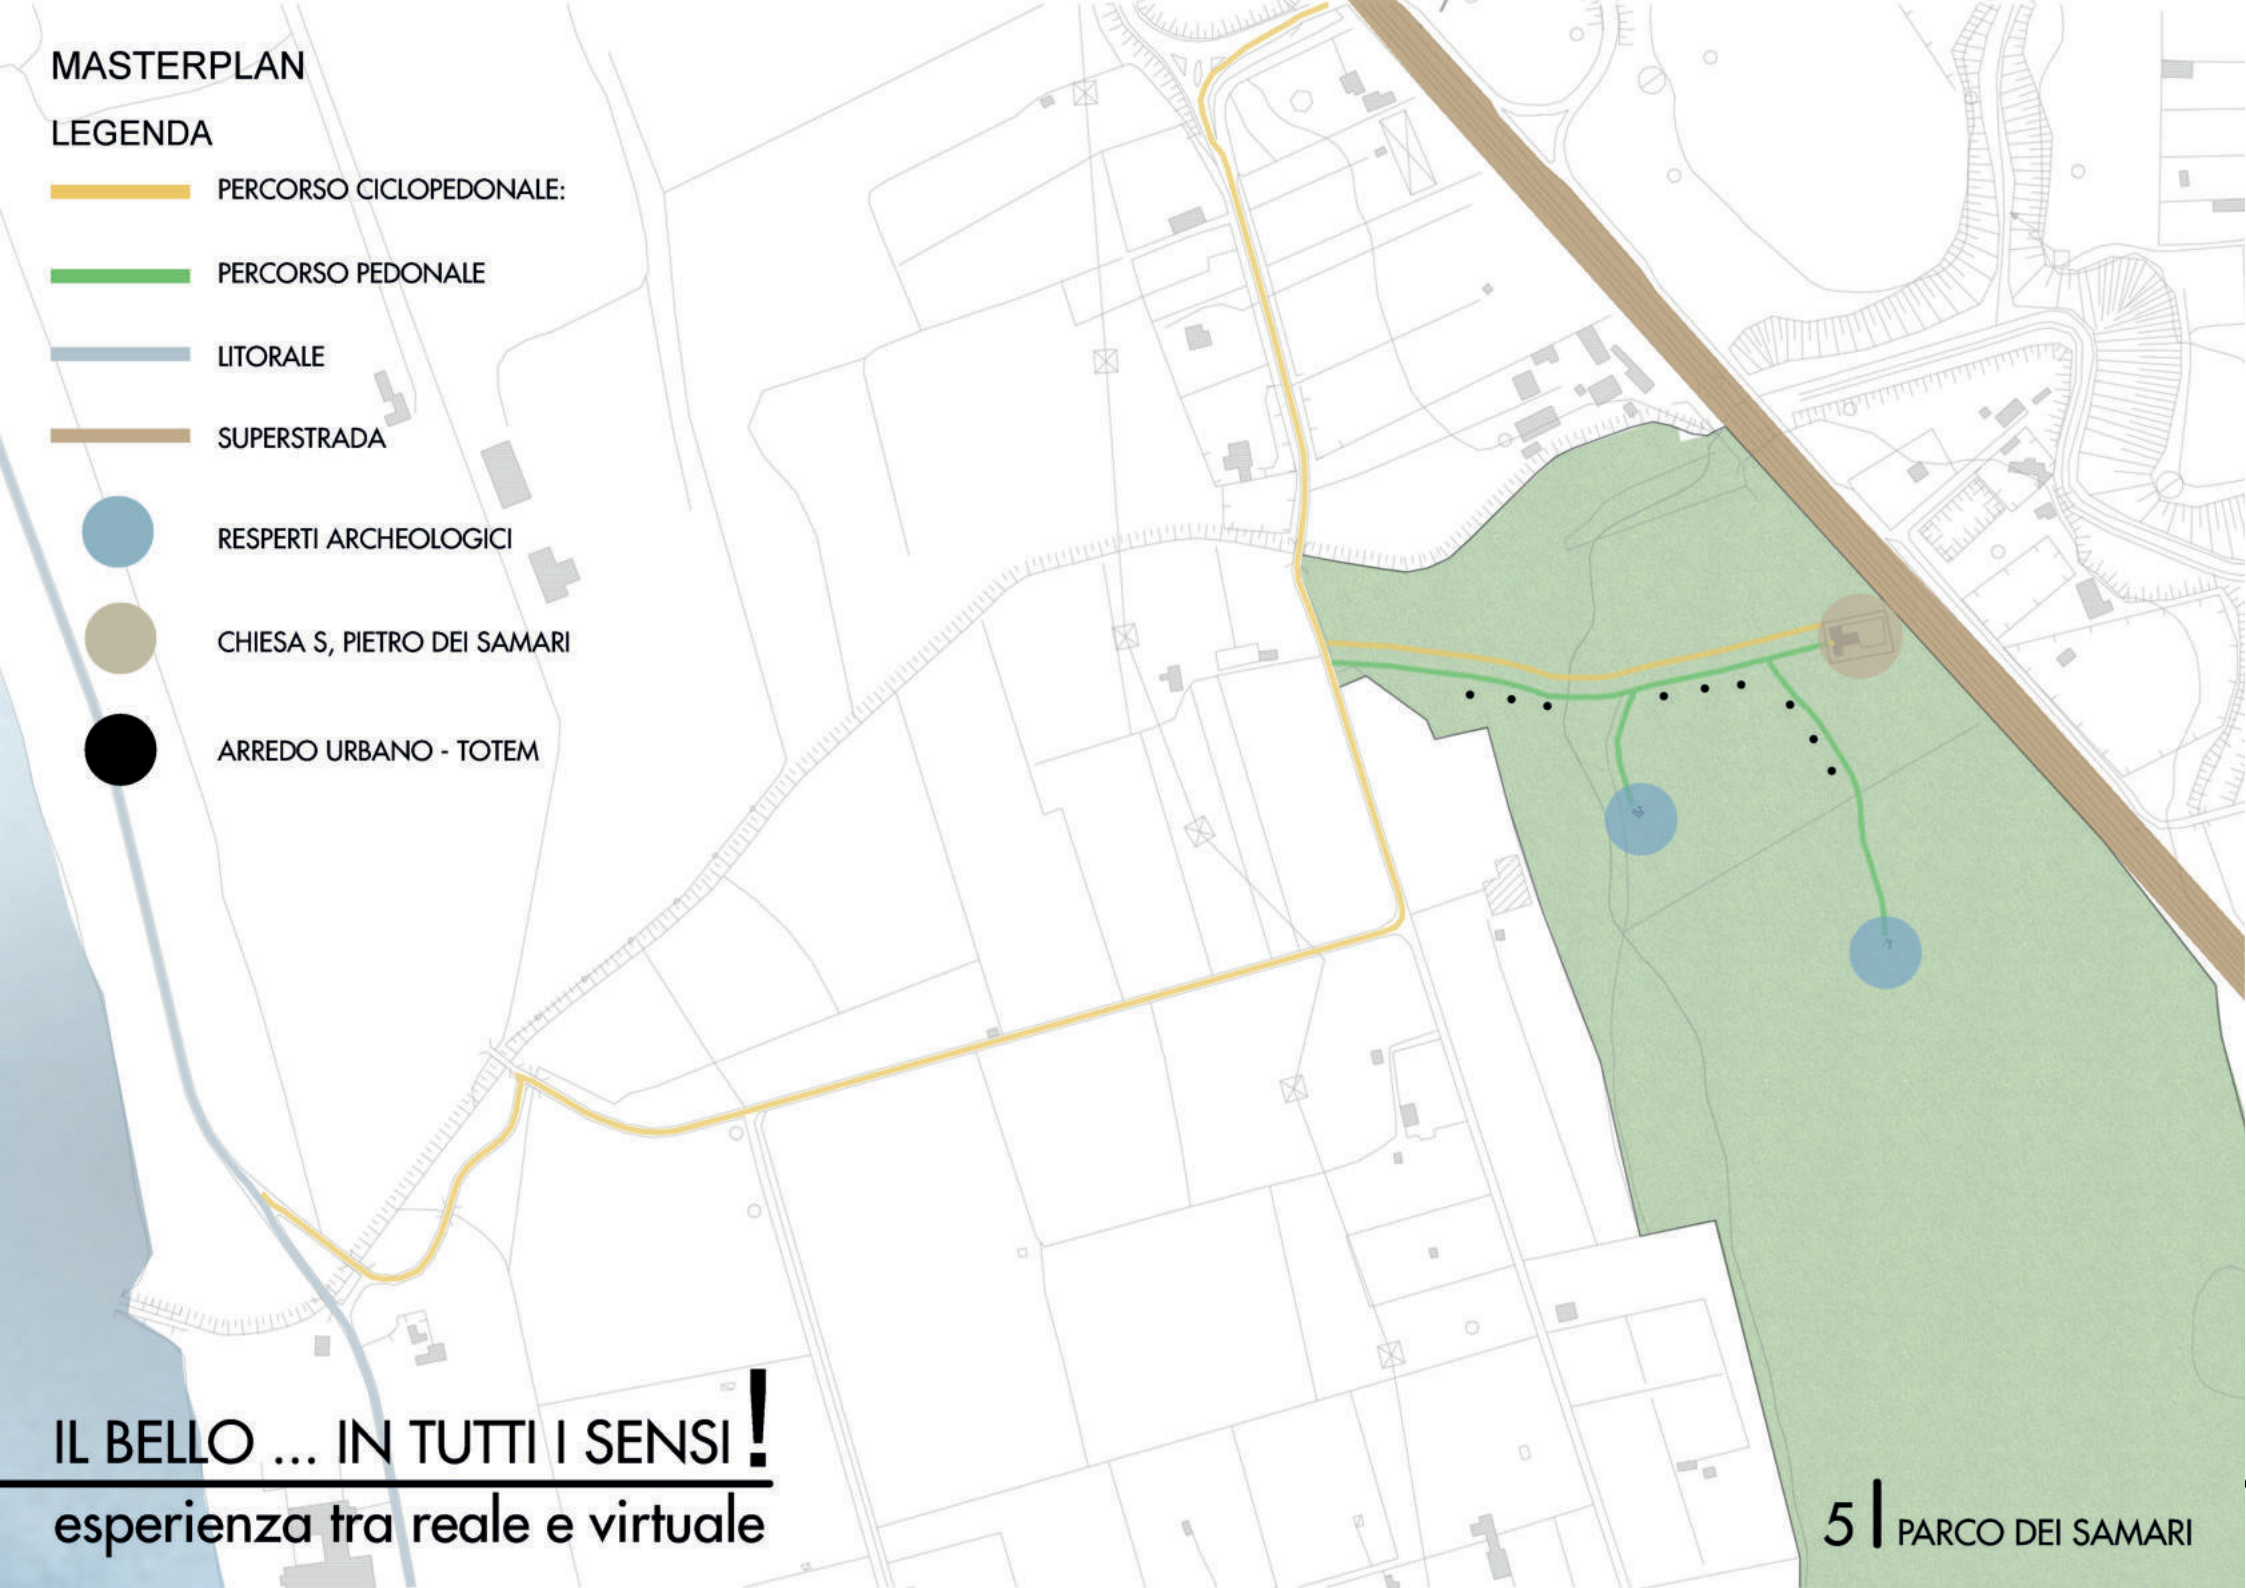 MASTERPLAN
LEGENDA
PERCORSO CICLOPEDONALE:
PERCORSO PEDONALE
LITORALE
SUPERSTRADA
RESPERTI ARCHEOLOGICI
CHIESA S, PIETRO DEI SAMARI
ARREDO URBANO - TOTEM
IL BELLO ... IN TUTTI I SENSI!
esperienza tra reale e virtuale
5| PARCO DEI SAMARI